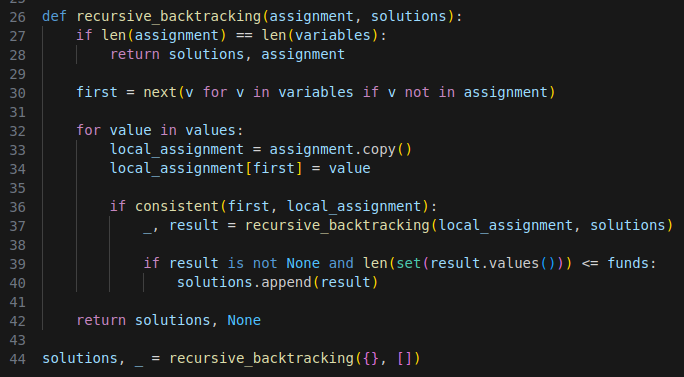 26 def recursive_backtracking(assignment, solutions):
27     if len(assignment) == len(variables):
28         return solutions, assignment
29
30     first = next(v for v in variables if v not in assignment)
31
32     for value in values:
33         local_assignment = assignment.copy()
34         local_assignment[first] = value
35
36         if consistent(first, local_assignment):
37             _, result = recursive_backtracking(local_assignment, solutions)
38
39             if result is not None and len(set(result.values())) <= funds:
40                 solutions.append(result)
41
42     return solutions, None
43
44 solutions, _ = recursive_backtracking({}, [])